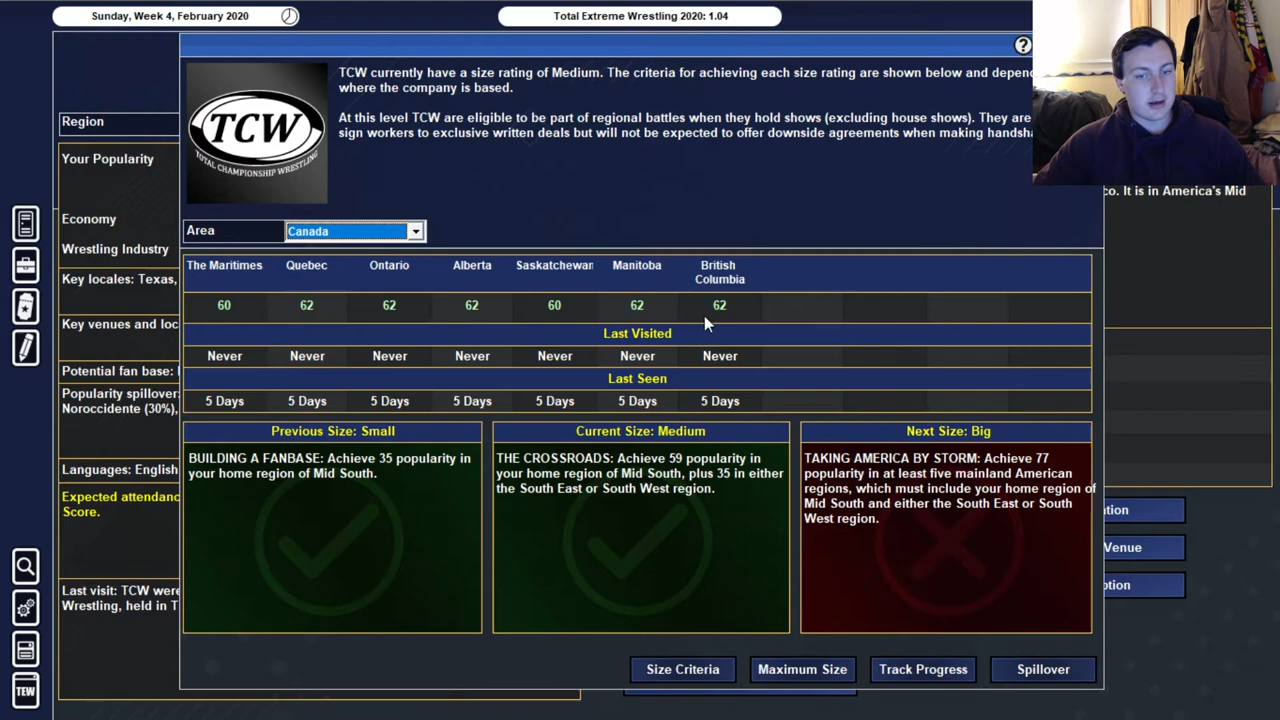 Sunday, Week 4, February 2020
Total Extreme Wrestling 2020: 1.04
TCW
TOTAL CHAMPIONSHIP WRESTLING
TCW currently have a size rating of Medium. The criteria for achieving each size rating are shown below and depend
where the company is based.
At this level TCW are eligible to be part of regional battles when they hold shows (excluding house shows). They are
sign workers to exclusive written deals but will not be expected to offer downside agreements when making handsha
Region
Your Popularity
Economy
Wrestling Industry
Key locales: Texas,
Key venues and loc
Potential fan base:
Popularity spillover:
Noroccidente (30%),
Languages: English
Expected attendanc
Score.
Last visit: TCW were
Wrestling, held in T
co. It is in America's Mid
Area
Canada
The Maritimes Quebec Ontario Alberta Saskatchewan Manitoba British Columbia
60 62 62 62 60 62 62
Last Visited
Never Never Never Never Never Never Never
Last Seen
5 Days 5 Days 5 Days 5 Days 5 Days 5 Days 5 Days
Previous Size: Small
BUILDING A FANBASE: Achieve 35 popularity in
your home region of Mid South.
Current Size: Medium
THE CROSSROADS: Achieve 59 popularity in
your home region of Mid South, plus 35 in either
the South East or South West region.
Next Size: Big
TAKING AMERICA BY STORM: Achieve 77
popularity in at least five mainland American
regions, which must include your home region of
Mid South and either the South East or South
West region.
ation
Venue
ption
Size Criteria
Maximum Size
Track Progress
Spillover
TEW